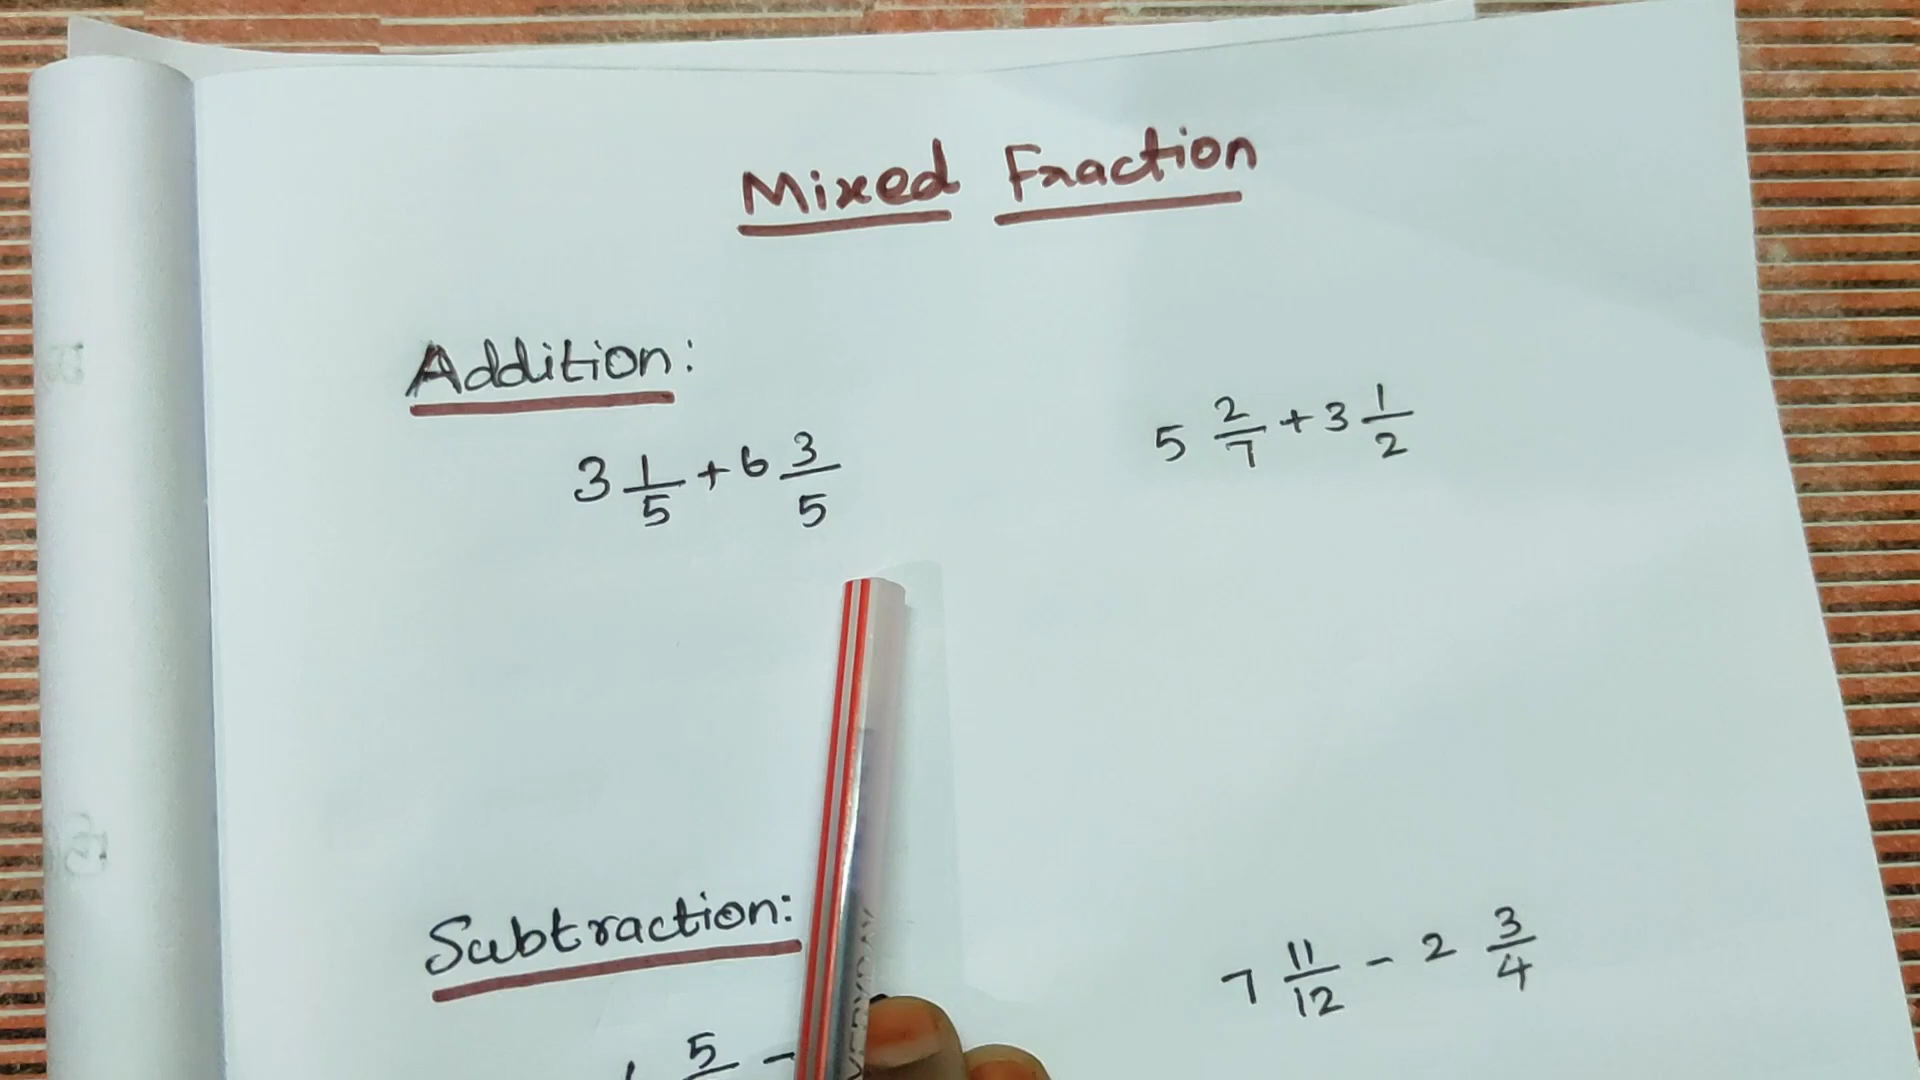 Mixed Fraction
Addition:
3 1/5 + 6 3/5
5 2/7 + 3 1/2
Subtraction:
7 11/12 - 2 3/4
5 -